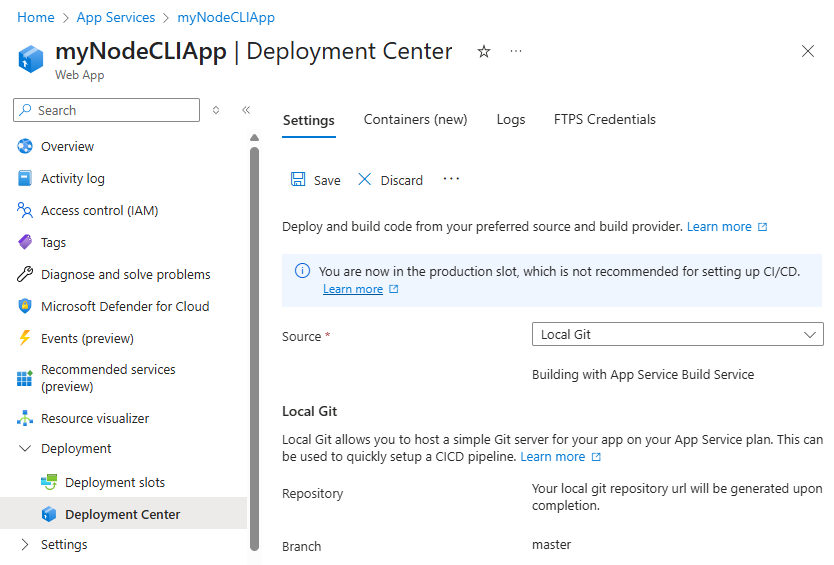 Home > App Services > myNodeCLIApp
myNodeCLIApp | Deployment Center
Web App
Search
Overview
Activity log
Access control (IAM)
Tags
Diagnose and solve problems
Microsoft Defender for Cloud
Events (preview)
Recommended services
(preview)
Resource visualizer
Deployment
Deployment slots
Deployment Center
Settings
Settings Containers (new) Logs FTPS Credentials
Save Discard
Deploy and build code from your preferred source and build provider. Learn more
You are now in the production slot, which is not recommended for setting up CI/CD.
Learn more
Source * Local Git
Building with App Service Build Service
Local Git
Local Git allows you to host a simple Git server for your app on your App Service plan. This can
be used to quickly setup a CICD pipeline. Learn more
Repository Your local git repository url will be generated upon
completion.
Branch master